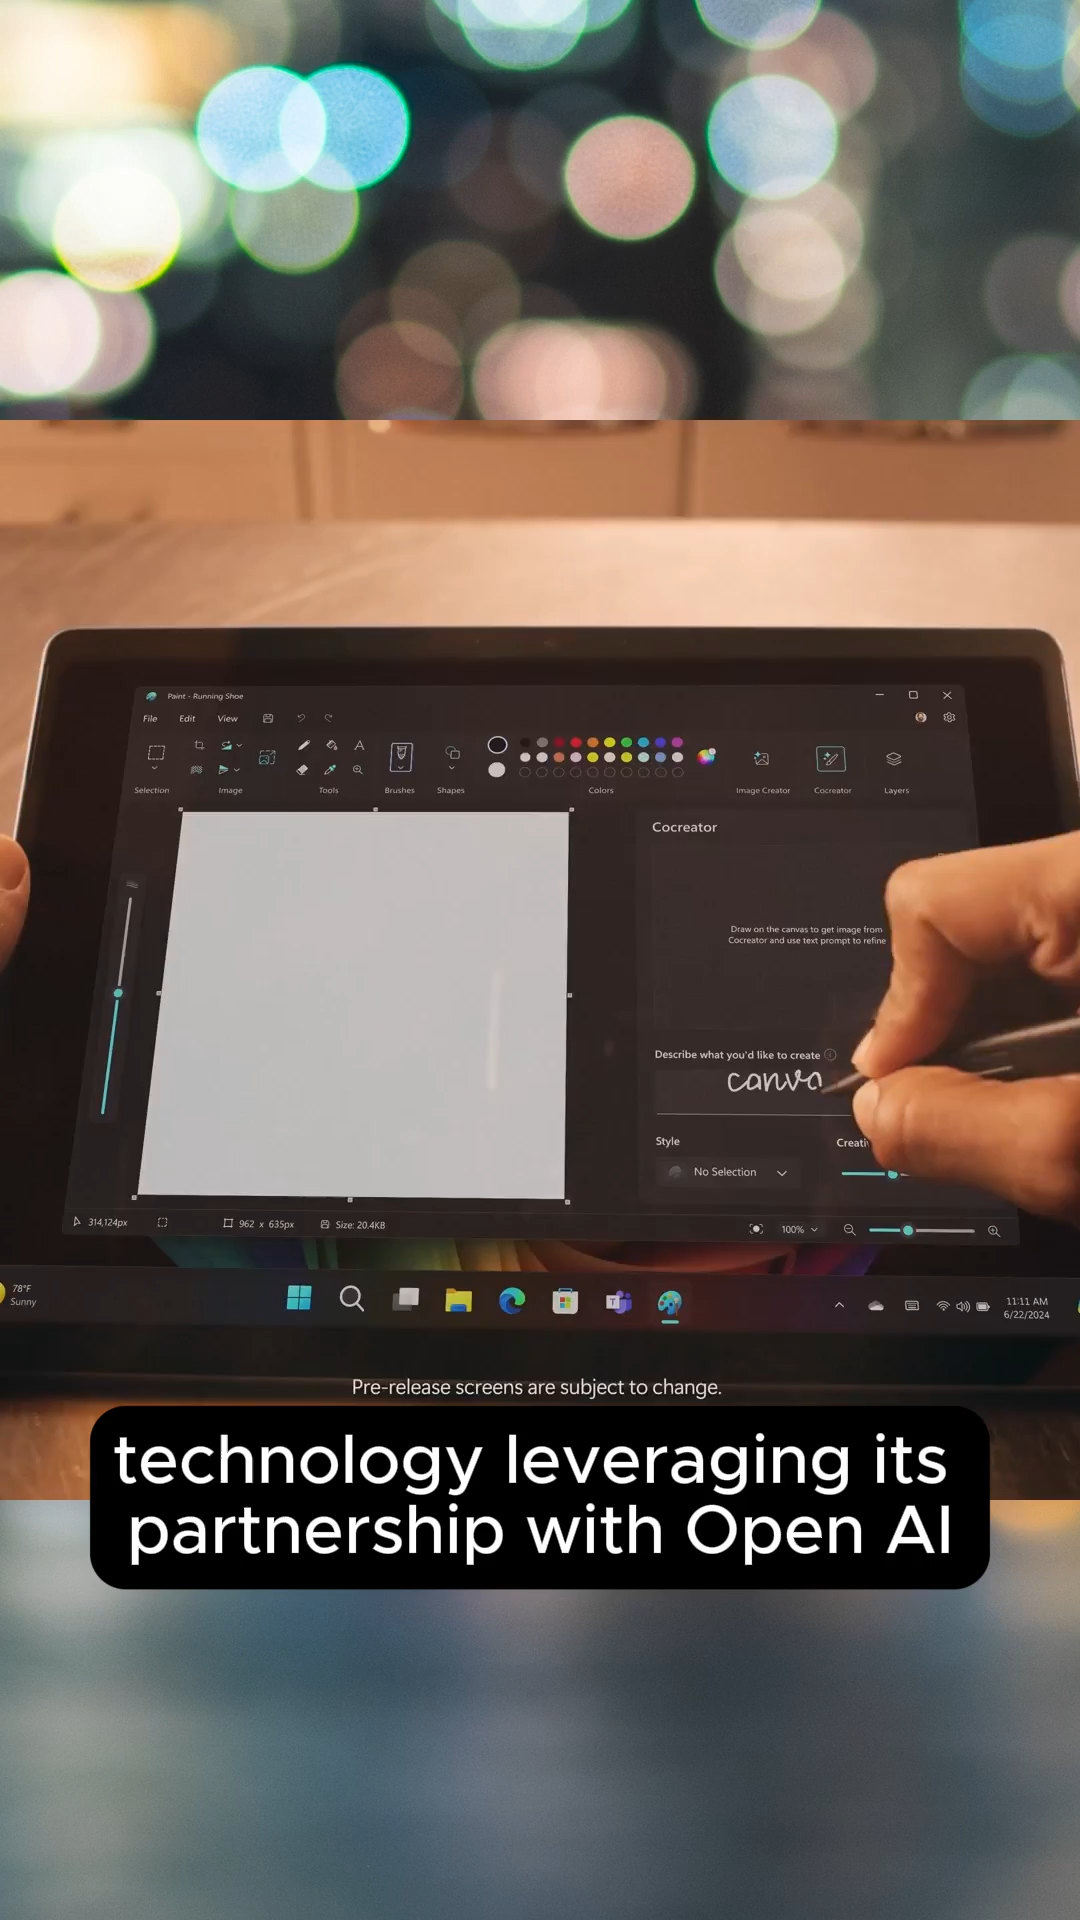 Paint - Running Shoe
File Edit View
Selection Image Tools Brushes Shapes Colors Image Creator Cocreator Layers
Cocreator
Draw on the canvas to get image from
Cocreator and use text prompt to refine
Describe what you'd like to create
canva
Style Creati
No Selection
314,124px 962 x 635px Size: 20.4KB 100%
78°F
Sunny
11:11 AM
6/22/2024
Pre-release screens are subject to change.
technology leveraging its
partnership with Open AI